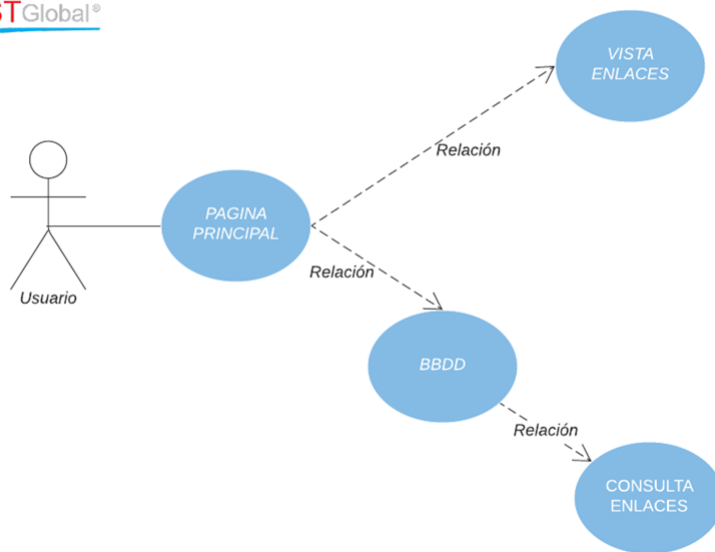 STGlobal®
VISTA
ENLACES
Relación
PAGINA
PRINCIPAL
Relación
Usuario
BBDD
Relación
CONSULTA
ENLACES